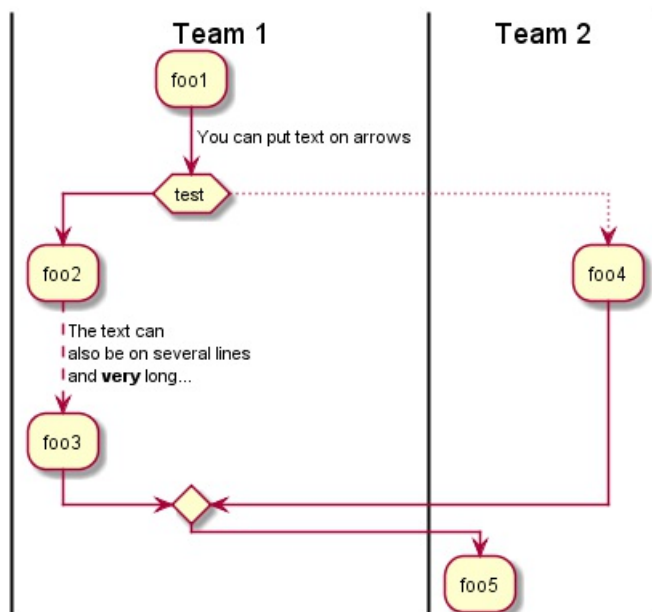 Team 1
Team 2
foo1
You can put text on arrows
test
foo2
foo4
The text can
also be on several lines
and very long...
foo3
foo5